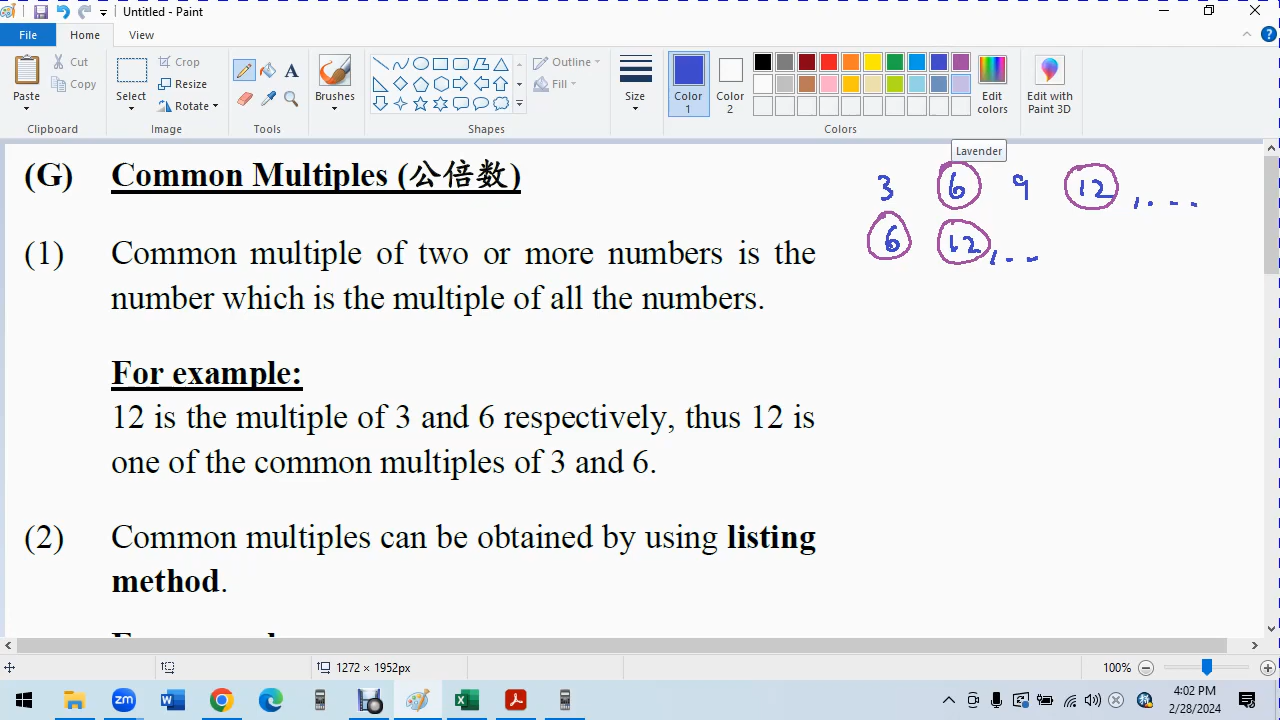 Untitled - Paint
File Home View
Paste Cut Copy Clipboard
Select Crop Resize Rotate Image
Tools
Brushes
Outline Fill Shapes
Size
Color 1 Color 2 Edit colors Colors
Edit with Paint 3D
Lavender
(G) Common Multiples (公倍数)
3 6 9 12 , . . .
6 12 , . . .
(1) Common multiple of two or more numbers is the
number which is the multiple of all the numbers.
For example:
12 is the multiple of 3 and 6 respectively, thus 12 is
one of the common multiples of 3 and 6.
(2) Common multiples can be obtained by using listing
method.
1272 × 1952px 100%
4:02 PM
2/28/2024